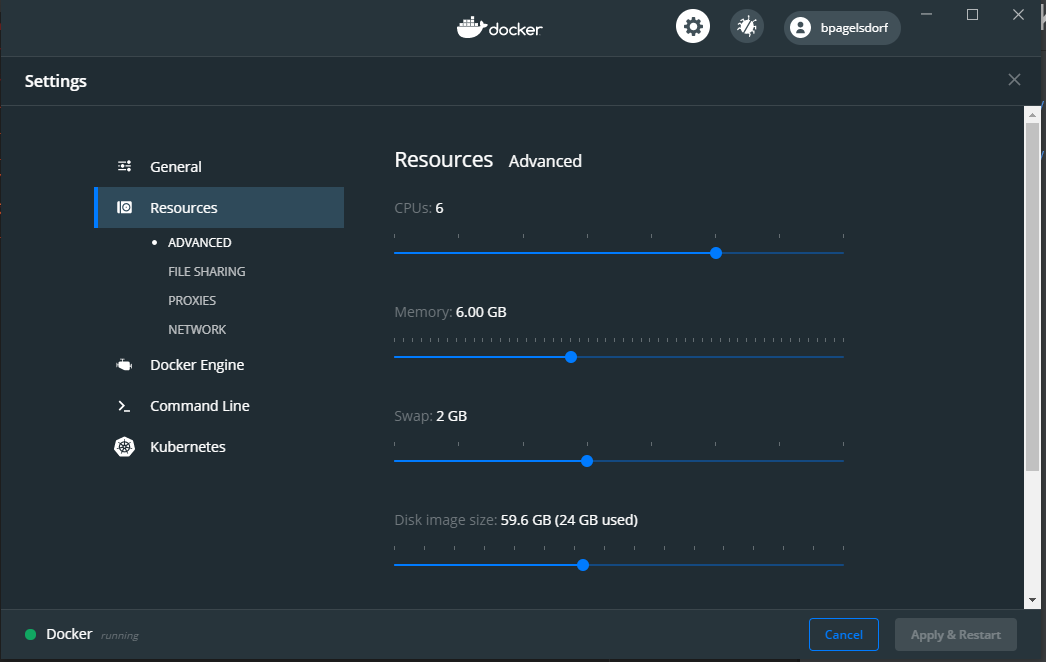 docker
bpagelsdorf
Settings
General
Resources
ADVANCED
FILE SHARING
PROXIES
NETWORK
Docker Engine
Command Line
Kubernetes
Resources Advanced
CPUs: 6
Memory: 6.00 GB
Swap: 2 GB
Disk image size: 59.6 GB (24 GB used)
Docker running
Cancel
Apply & Restart